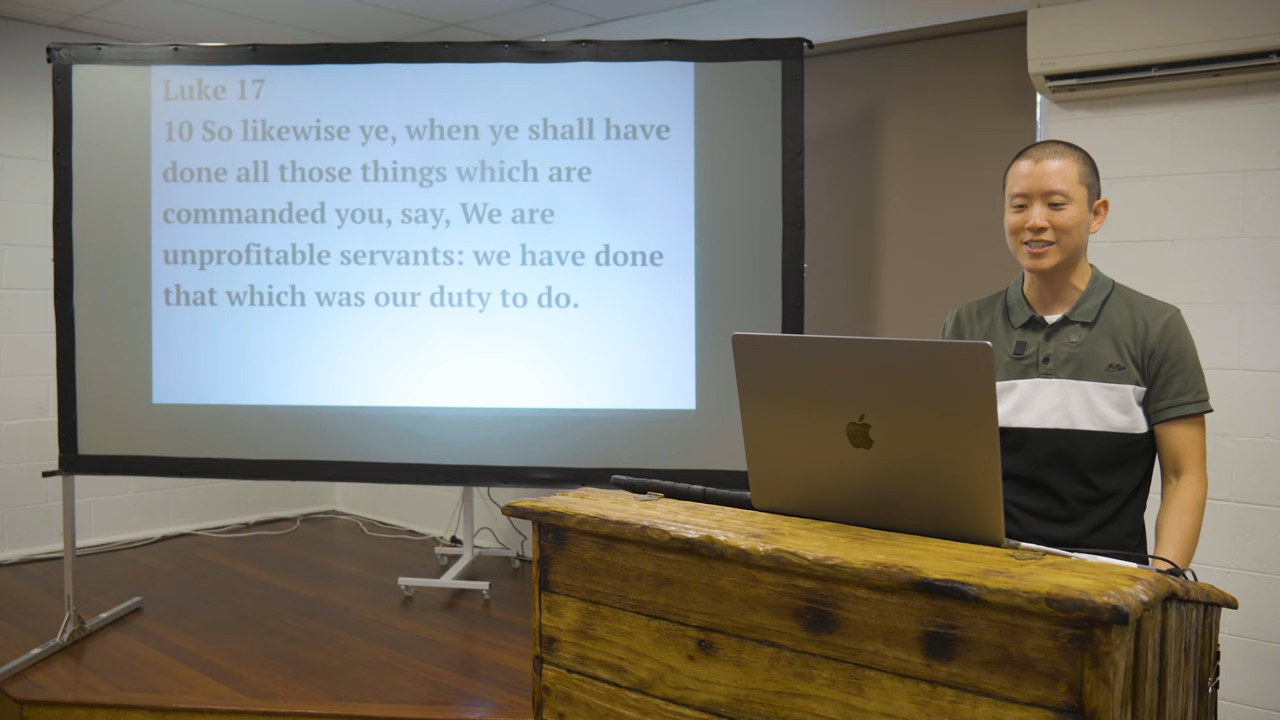 Luke 17
10 So likewise ye, when ye shall have
done all those things which are
commanded you, say, We are
unprofitable servants: we have done
that which was our duty to do.